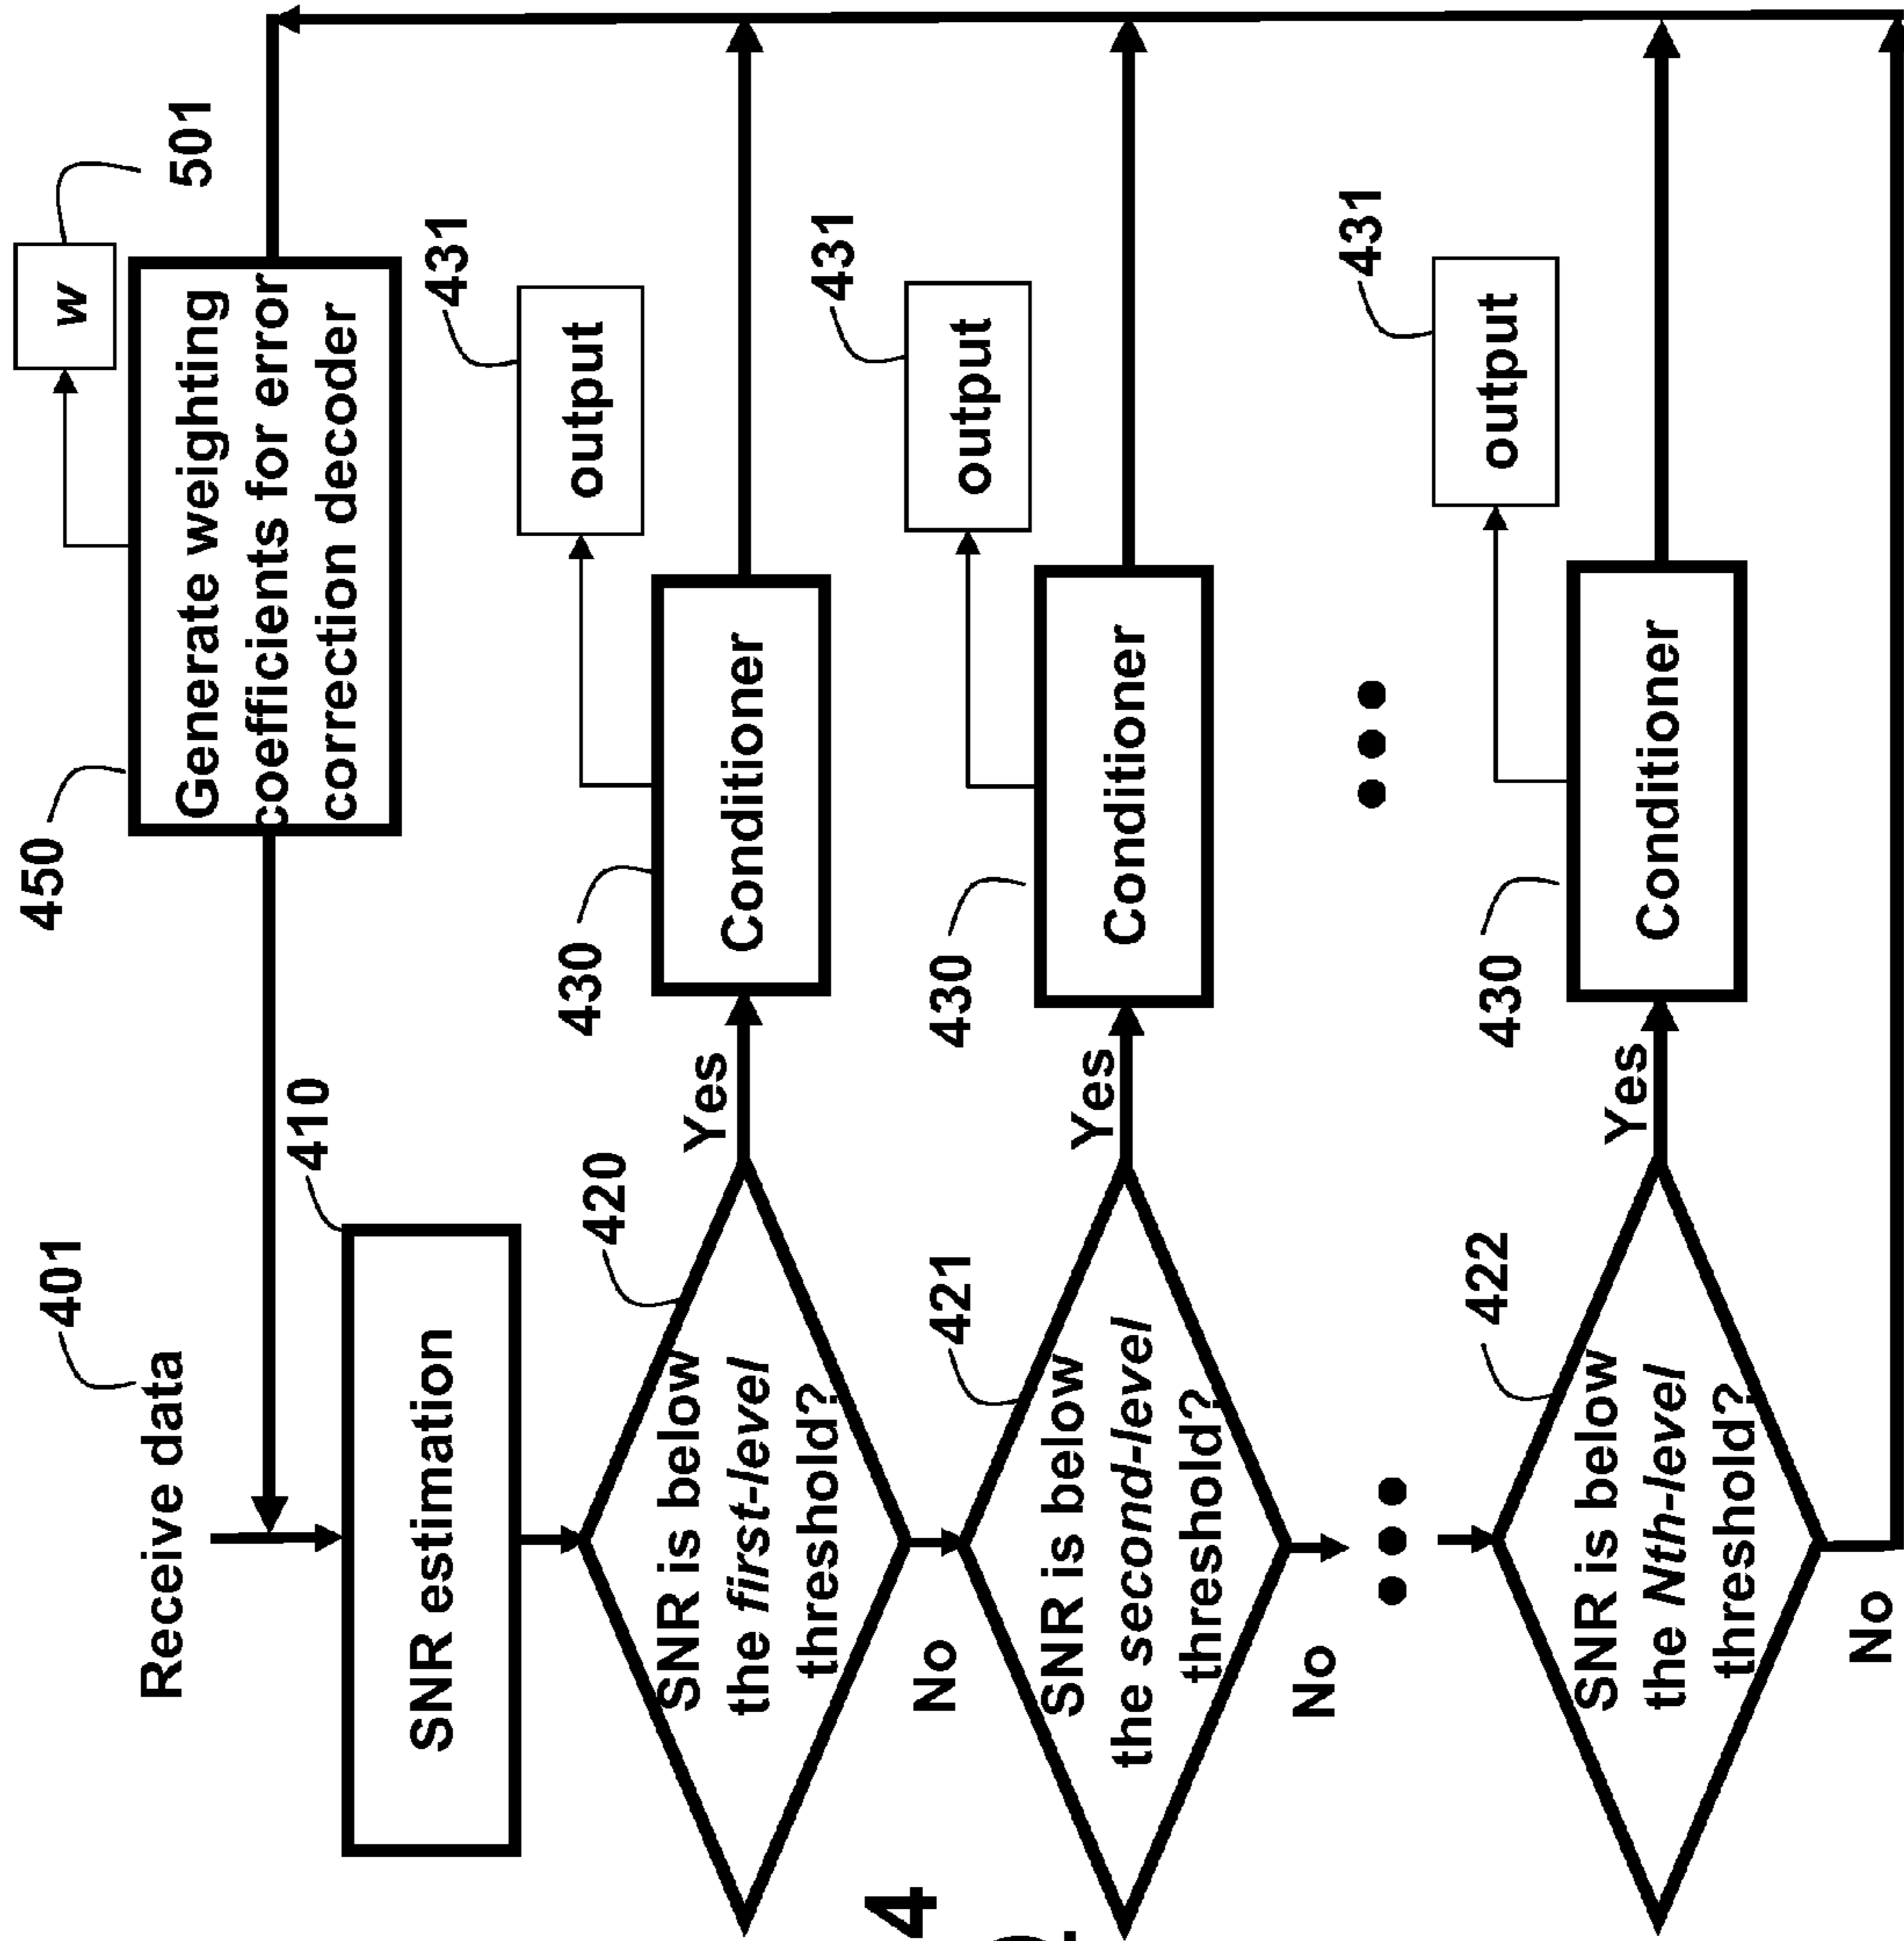 w
501
450
Generate weighting
coefficients for error
correction decoder
401
Receive data
410
SNR estimation
420
SNR is below
the first-level
threshold?
Yes
430
Conditioner
431
output
No
421
SNR is below
the second-level
threshold?
Yes
430
Conditioner
431
output
No
422
SNR is below
the Nth-level
threshold?
Yes
430
Conditioner
431
output
No
4